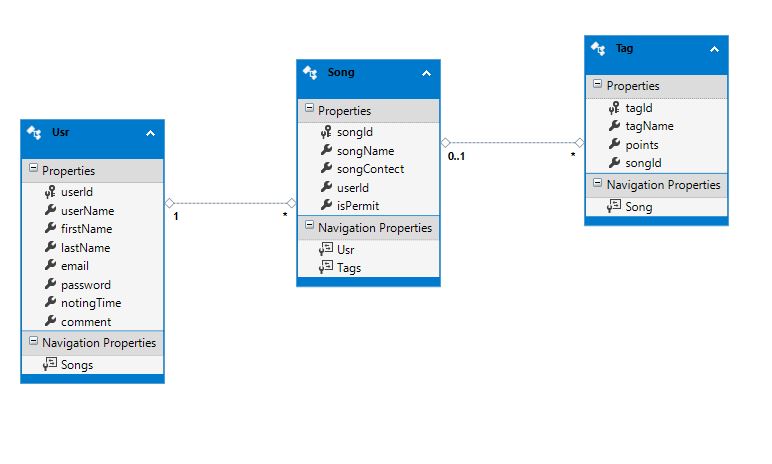 Usr
Properties
userId
userName
firstName
lastName
email
password
notingTime
comment
Navigation Properties
Songs
1
*
Song
Properties
songId
songName
songContect
userId
isPermit
Navigation Properties
Usr
Tags
0..1
*
Tag
Properties
tagId
tagName
points
songId
Navigation Properties
Song